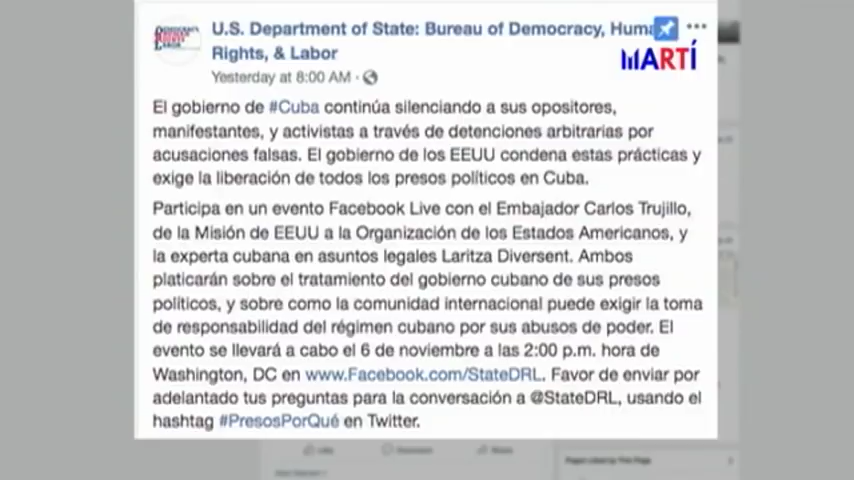 U.S. Department of State: Bureau of Democracy, Huma
Rights, & Labor
Yesterday at 8:00 AM ·
MARTÍ
El gobierno de #Cuba continúa silenciando a sus opositores,
manifestantes, y activistas a través de detenciones arbitrarias por
acusaciones falsas. El gobierno de los EEUU condena estas prácticas y
exige la liberación de todos los presos políticos en Cuba.
Participa en un evento Facebook Live con el Embajador Carlos Trujillo,
de la Misión de EEUU a la Organización de los Estados Americanos, y
la experta cubana en asuntos legales Laritza Diversent. Ambos
platicarán sobre el tratamiento del gobierno cubano de sus presos
políticos, y sobre como la comunidad internacional puede exigir la toma
de responsabilidad del régimen cubano por sus abusos de poder. El
evento se llevará a cabo el 6 de noviembre a las 2:00 p.m. hora de
Washington, DC en www.Facebook.com/StateDRL. Favor de enviar por
adelantado tus preguntas para la conversación a @StateDRL, usando el
hashtag #PresosPorQué en Twitter.